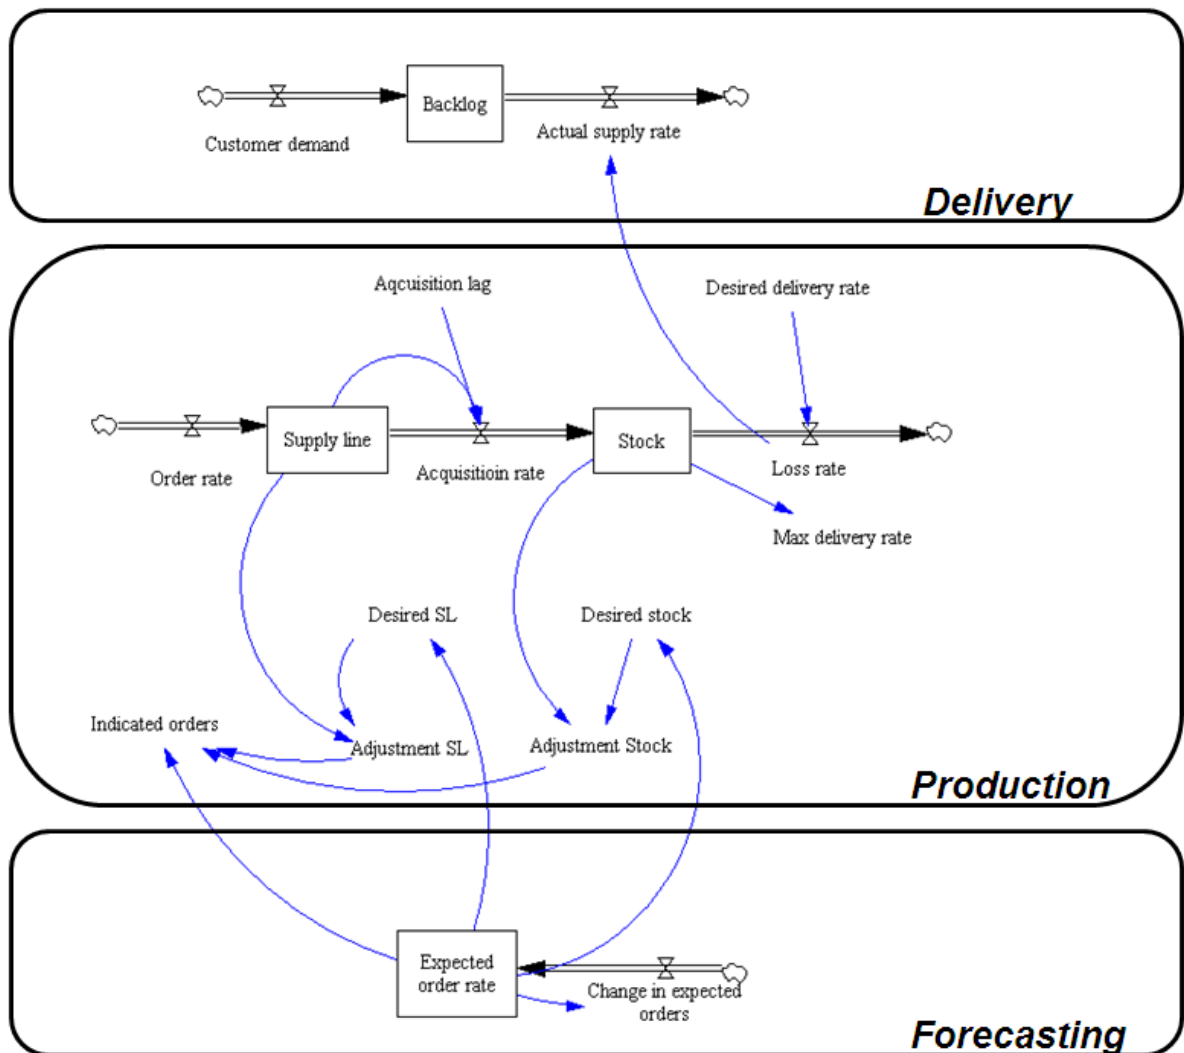 Backlog
Customer demand
Actual supply rate
Delivery
Aqcuisition lag
Desired delivery rate
Supply line
Stock
Order rate
Acquisitioin rate
Loss rate
Max delivery rate
Desired SL
Desired stock
Indicated orders
Adjustment SL
Adjustment Stock
Production
Expected
order rate
Change in expected
orders
Forecasting